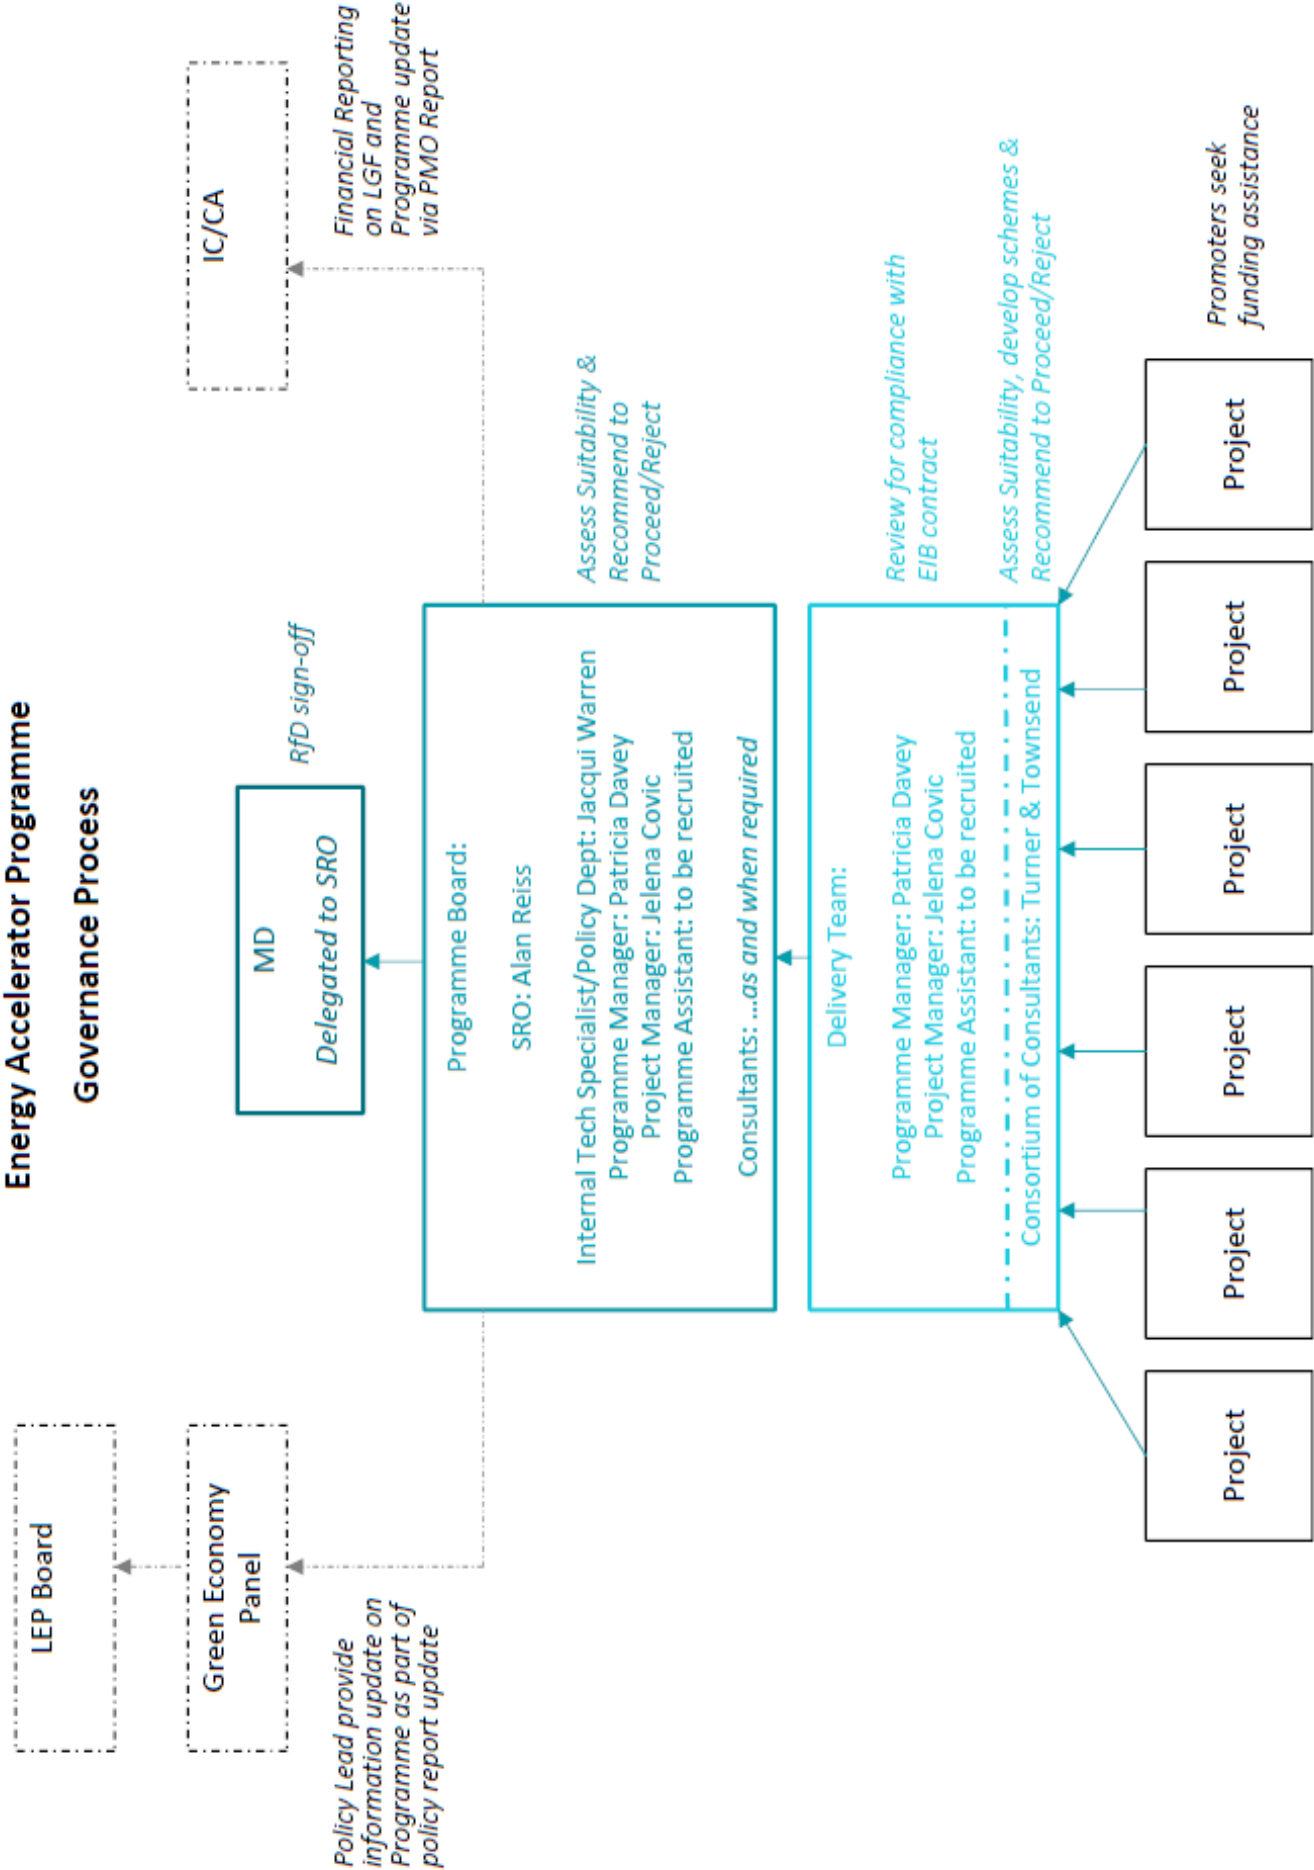 Energy Accelerator Programme
Governance Process
LEP Board
Green Economy
Panel
Policy Lead provide
information update on
Programme as part of
policy report update
MD
Delegated to SRO
RfD sign-off
IC/CA
Financial Reporting
on LGF and
Programme update
via PMO Report
Programme Board:
SRO: Alan Reiss
Internal Tech Specialist/Policy Dept: Jacqui Warren
Programme Manager: Patricia Davey
Project Manager: Jelena Covic
Programme Assistant: to be recruited
Consultants: ...as and when required
Assess Suitability &
Recommend to
Proceed/Reject
Delivery Team:
Programme Manager: Patricia Davey
Project Manager: Jelena Covic
Programme Assistant: to be recruited
Consortium of Consultants: Turner & Townsend
Review for compliance with
EIB contract
Assess Suitability, develop schemes &
Recommend to Proceed/Reject
Project
Project
Project
Project
Project
Project
Promoters seek
funding assistance